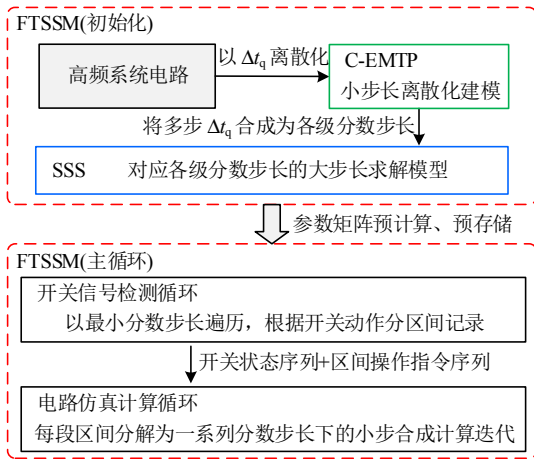 FTSSM(初始化)
高频系统电路
以 Δtq 离散化
C-EMTP
小步长离散化建模
将多步 Δtq 合成为各级分数步长
SSS 对应各级分数步长的大步长求解模型
参数矩阵预计算、预存储
FTSSM(主循环)
开关信号检测循环
以最小分数步长遍历，根据开关动作分区间记录
开关状态序列+区间操作指令序列
电路仿真计算循环
每段区间分解为一系列分数步长下的小步合成计算迭代